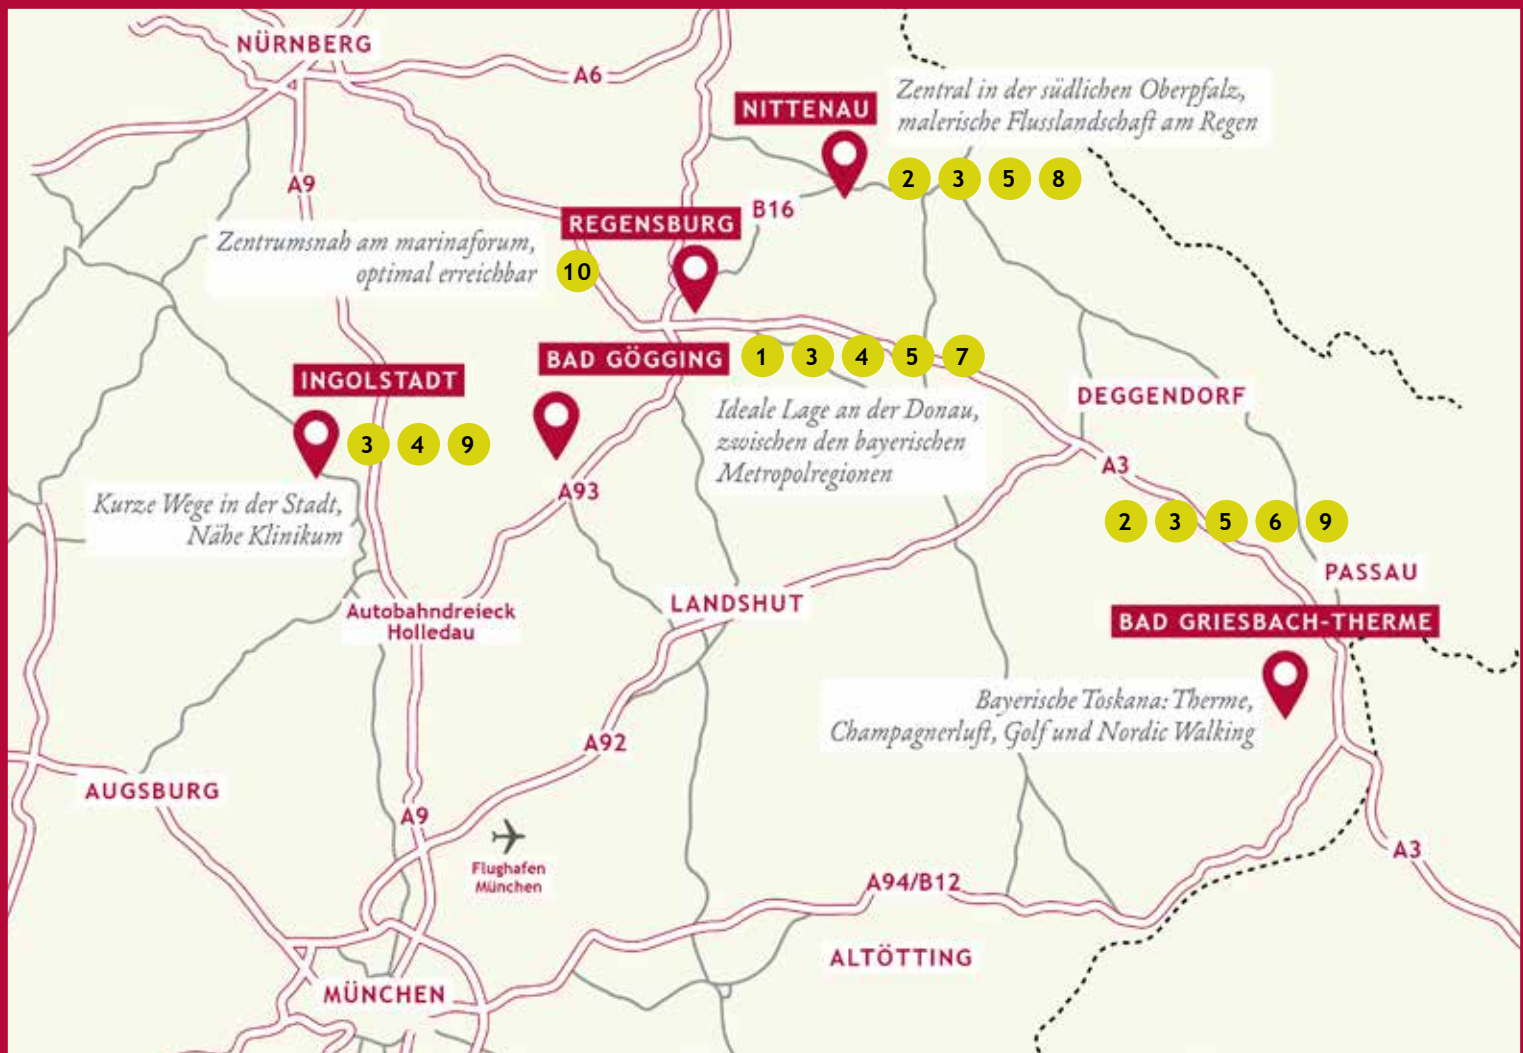 NÜRNBERG
A6
NITTENAU
Zentral in der südlichen Oberpfalz,
malerische Flusslandschaft am Regen
2 3 5 8
A9
B16
REGENSBURG
Zentrumsnah am marinaforum,
optimal erreichbar
10
BAD GÖGGING
1 3 4 5 7
Ideale Lage an der Donau,
zwischen den bayerischen
Metropolregionen
INGOLSTADT
3 4 9
Kurze Wege in der Stadt,
Nähe Klinikum
DEGGENDORF
A3
A93
2 3 5 6 9
PASSAU
BAD GRIESBACH-THERME
Bayerische Toskana: Therme,
Champagnerluft, Golf und Nordic Walking
Autobahndreieck
Holledau
LANDSHUT
A92
AUGSBURG
A9
Flughafen
München
A3
A94/B12
ALTÖTTING
MÜNCHEN